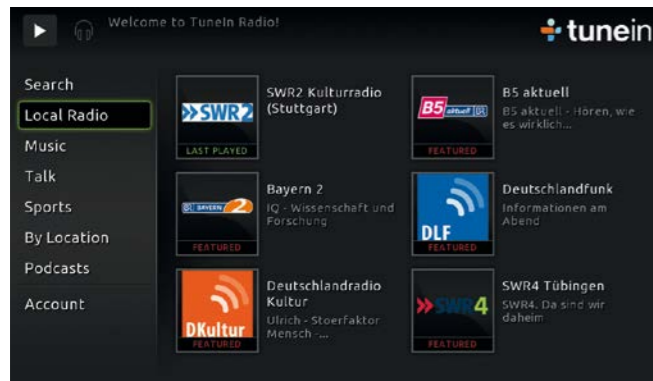 Welcome to TuneIn Radio!
tunein
Search
Local Radio
Music
Talk
Sports
By Location
Podcasts
Account
SWR2
LAST PLAYED
SWR2 Kulturradio
(Stuttgart)
B5 aktuell BR
FEATURED
B5 aktuell
B5 aktuell - Hören, wie
es wirklich...
BR BAYERN 2
FEATURED
Bayern 2
IQ - Wissenschaft und
Forschung
DLF
FEATURED
Deutschlandfunk
Informationen am
Abend
DKultur
FEATURED
Deutschlandradio
Kultur
Ulrich - Stoerfaktor
Mensch -...
SWR4
FEATURED
SWR4 Tübingen
SWR4. Da sind wir
daheim